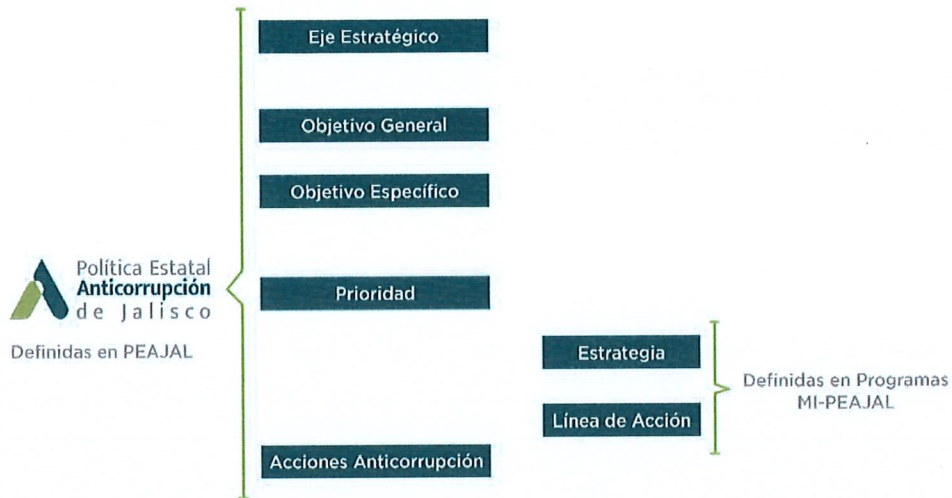 Eje Estratégico
Objetivo General
Objetivo Específico
Política Estatal
Anticorrupción
de Jalisco
Definidas en PEAJAL
Prioridad
Estrategia
Línea de Acción
Definidas en Programas
MI-PEAJAL
Acciones Anticorrupción